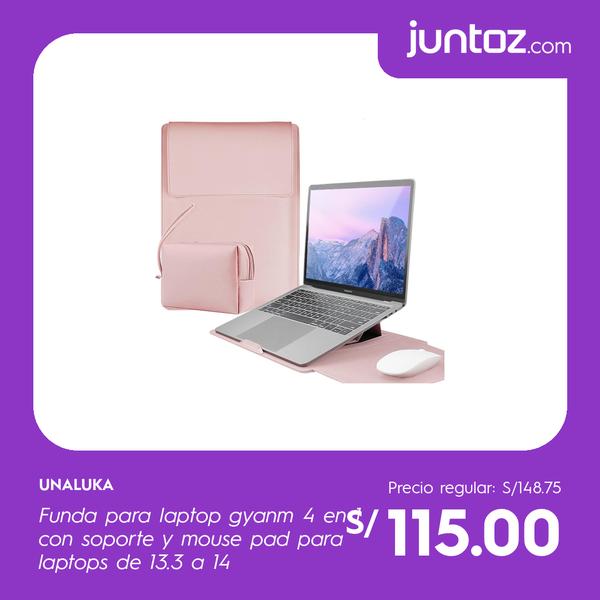 juntoz.com
UNALUKA
Precio regular: S/148.75
Funda para laptop gyanm 4 en 1
con soporte y mouse pad para
laptops de 13.3 a 14
S/ 115.00